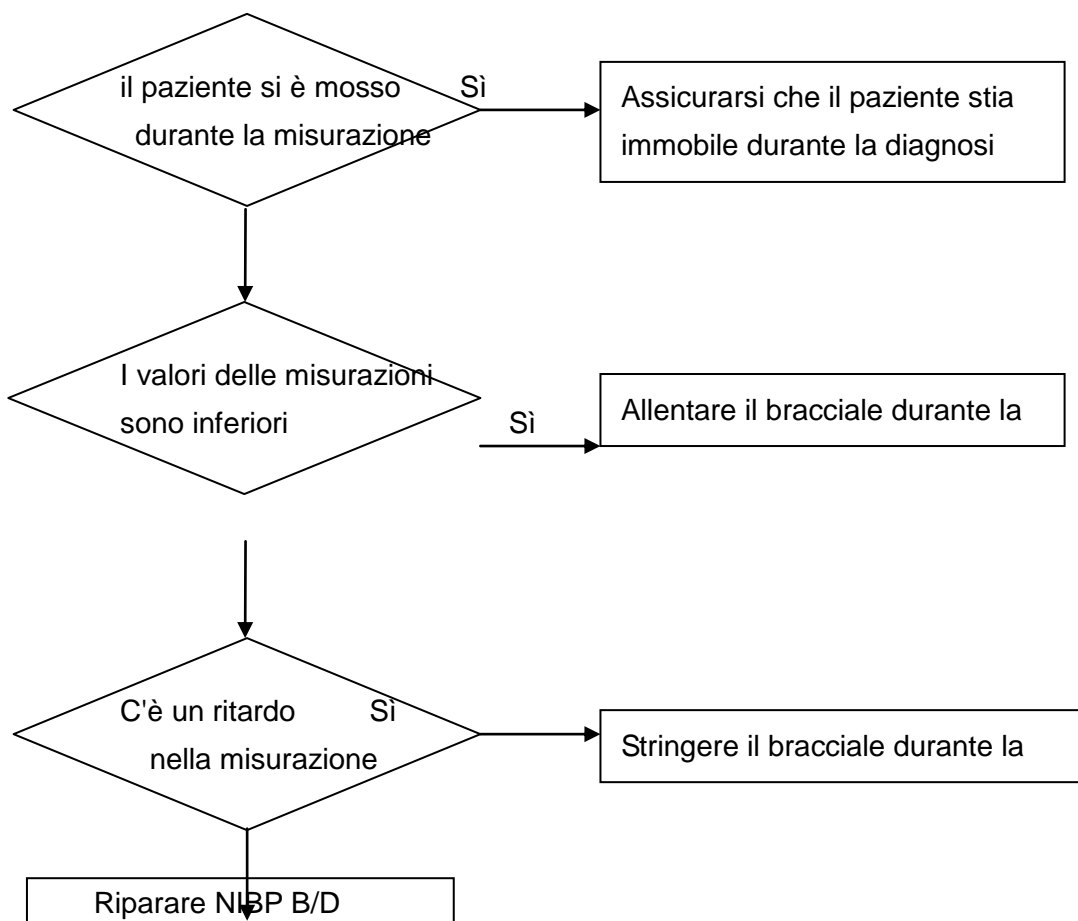 il paziente si è mosso Sì
durante la misurazione
Assicurarsi che il paziente stia
immobile durante la diagnosi
I valori delle misurazioni
sono inferiori
Sì
Allentare il bracciale durante la
C'è un ritardo Sì
nella misurazione
Stringere il bracciale durante la
Riparare NIBP B/D